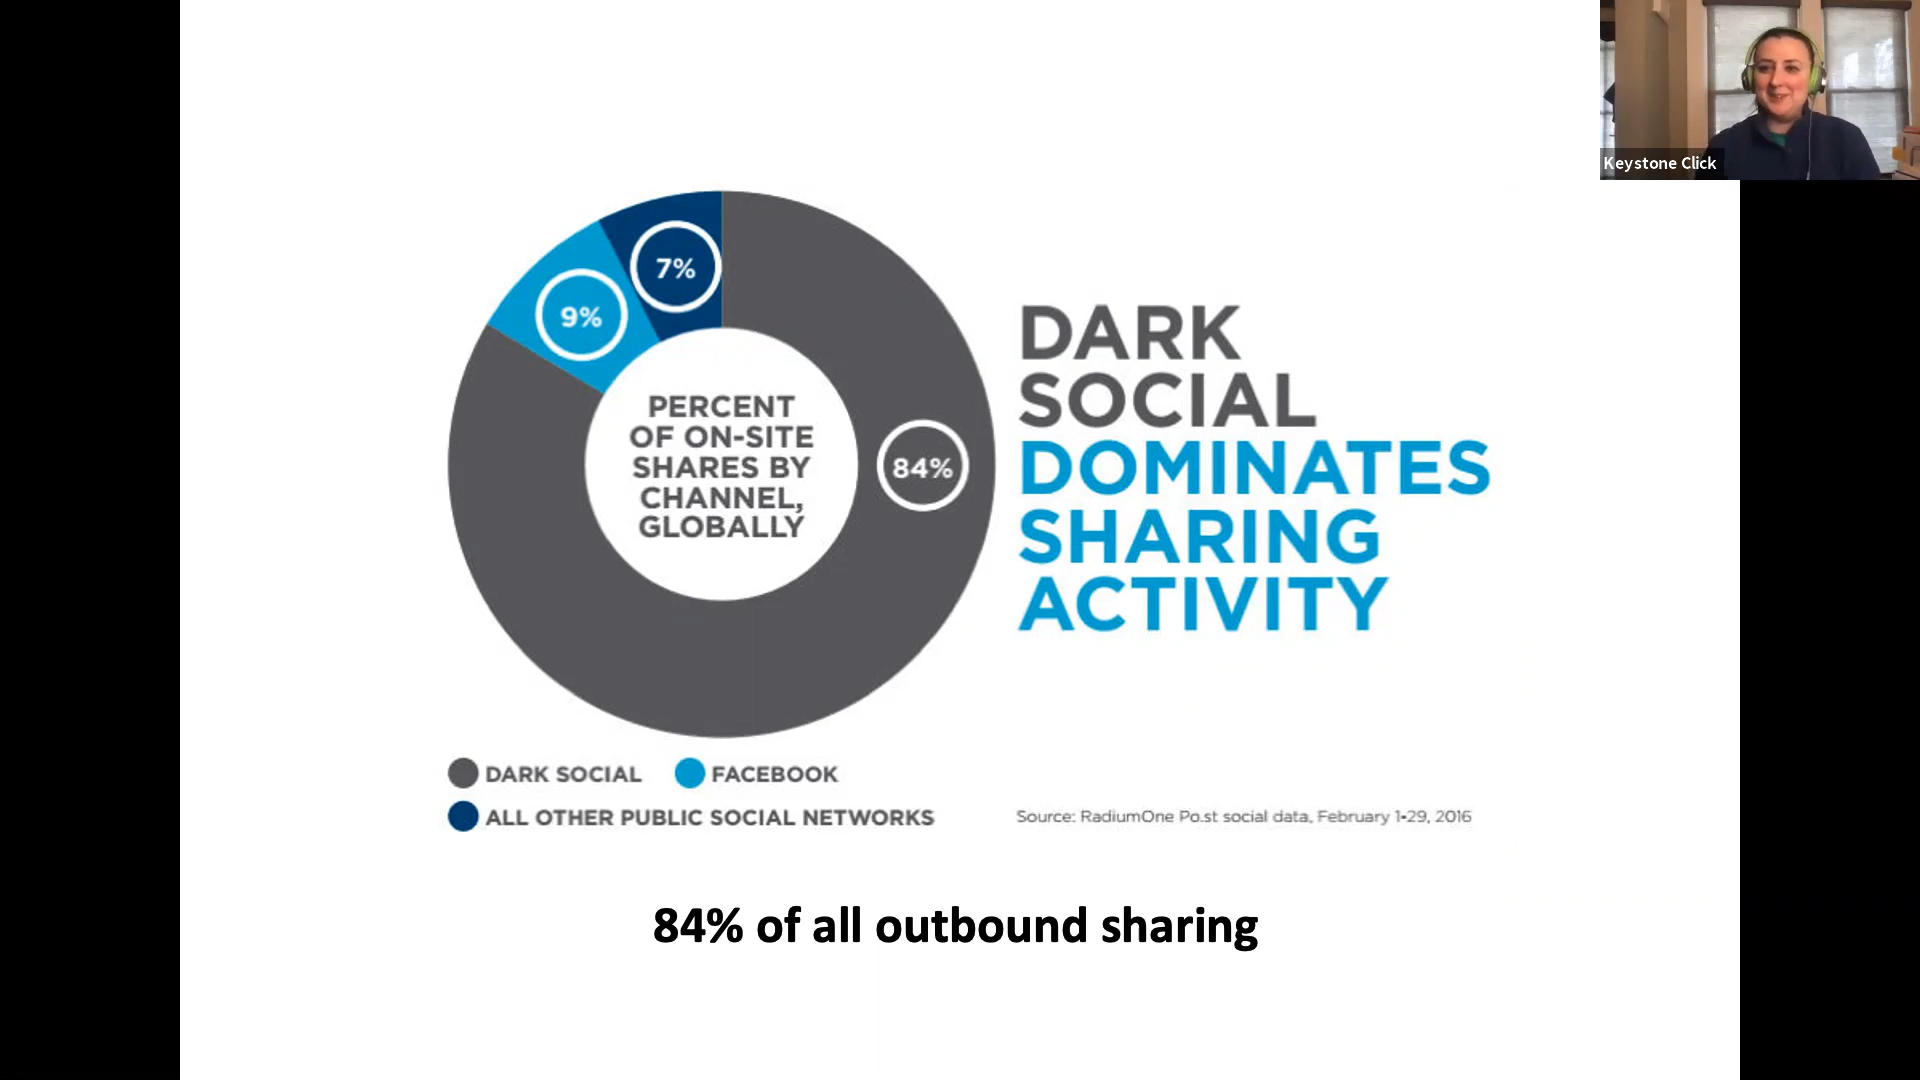 Keystone Click
7%
9%
PERCENT
OF ON-SITE
SHARES BY
CHANNEL,
GLOBALLY
84%
DARK
SOCIAL
DOMINATES
SHARING
ACTIVITY
DARK SOCIAL
FACEBOOK
ALL OTHER PUBLIC SOCIAL NETWORKS
Source: RadiumOne Po.st social data, February 1-29, 2016
84% of all outbound sharing